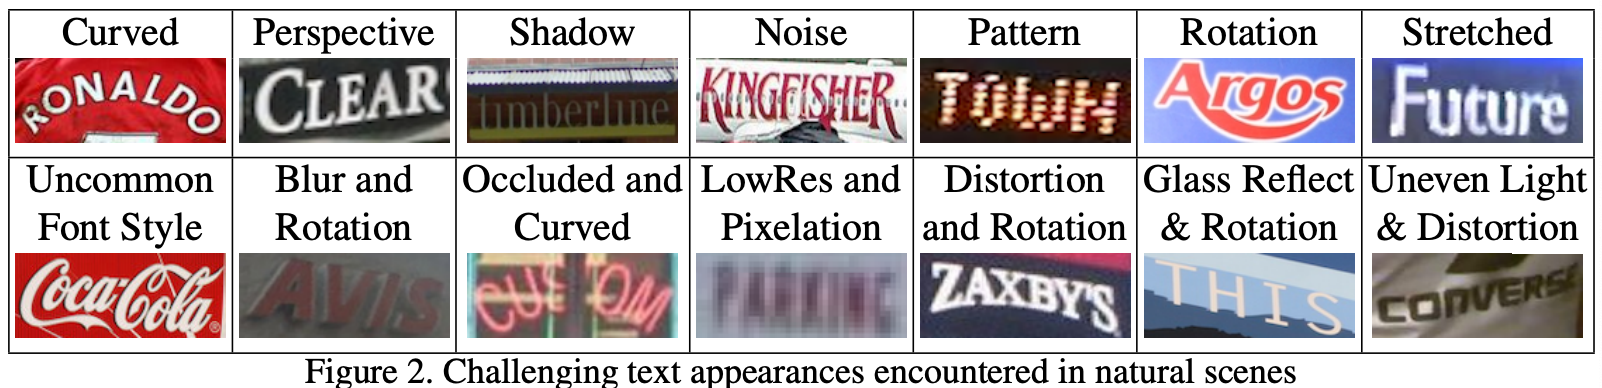 Curved Perspective Shadow Noise Pattern Rotation Stretched
RONALDO CLEAR timberline KINGFISHER TOWN Argos Future
Uncommon Font Style Blur and Rotation Occluded and Curved LowRes and Pixelation Distortion and Rotation Glass Reflect & Rotation Uneven Light & Distortion
Coca-Cola® AVIS CUSTOM PARKING ZAXBY'S THIS CONVERSE
Figure 2. Challenging text appearances encountered in natural scenes